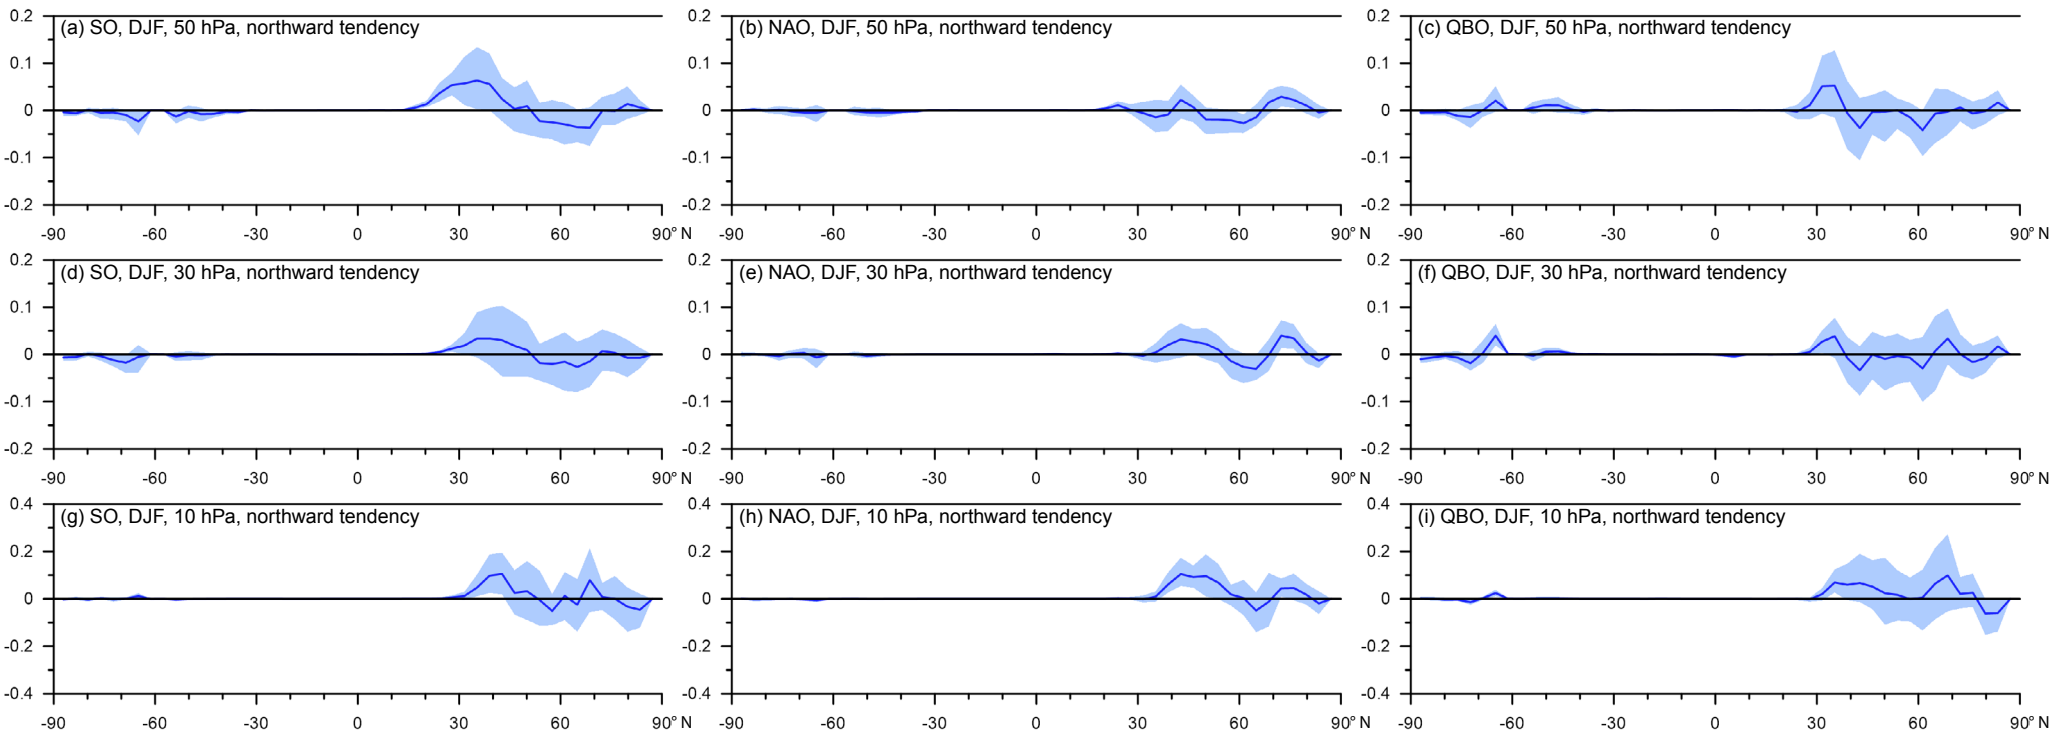 (a) SO, DJF, 50 hPa, northward tendency
0.2
0.1
0
-0.1
-0.2
-90 -60 -30 0 30 60 90° N
(b) NAO, DJF, 50 hPa, northward tendency
0.2
0.1
0
-0.1
-0.2
-90 -60 -30 0 30 60 90° N
(c) QBO, DJF, 50 hPa, northward tendency
0.2
0.1
0
-0.1
-0.2
-90 -60 -30 0 30 60 90° N
(d) SO, DJF, 30 hPa, northward tendency
0.2
0.1
0
-0.1
-0.2
-90 -60 -30 0 30 60 90° N
(e) NAO, DJF, 30 hPa, northward tendency
0.2
0.1
0
-0.1
-0.2
-90 -60 -30 0 30 60 90° N
(f) QBO, DJF, 30 hPa, northward tendency
0.2
0.1
0
-0.1
-0.2
-90 -60 -30 0 30 60 90° N
(g) SO, DJF, 10 hPa, northward tendency
0.4
0.2
0
-0.2
-0.4
-90 -60 -30 0 30 60 90° N
(h) NAO, DJF, 10 hPa, northward tendency
0.4
0.2
0
-0.2
-0.4
-90 -60 -30 0 30 60 90° N
(i) QBO, DJF, 10 hPa, northward tendency
0.4
0.2
0
-0.2
-0.4
-90 -60 -30 0 30 60 90° N